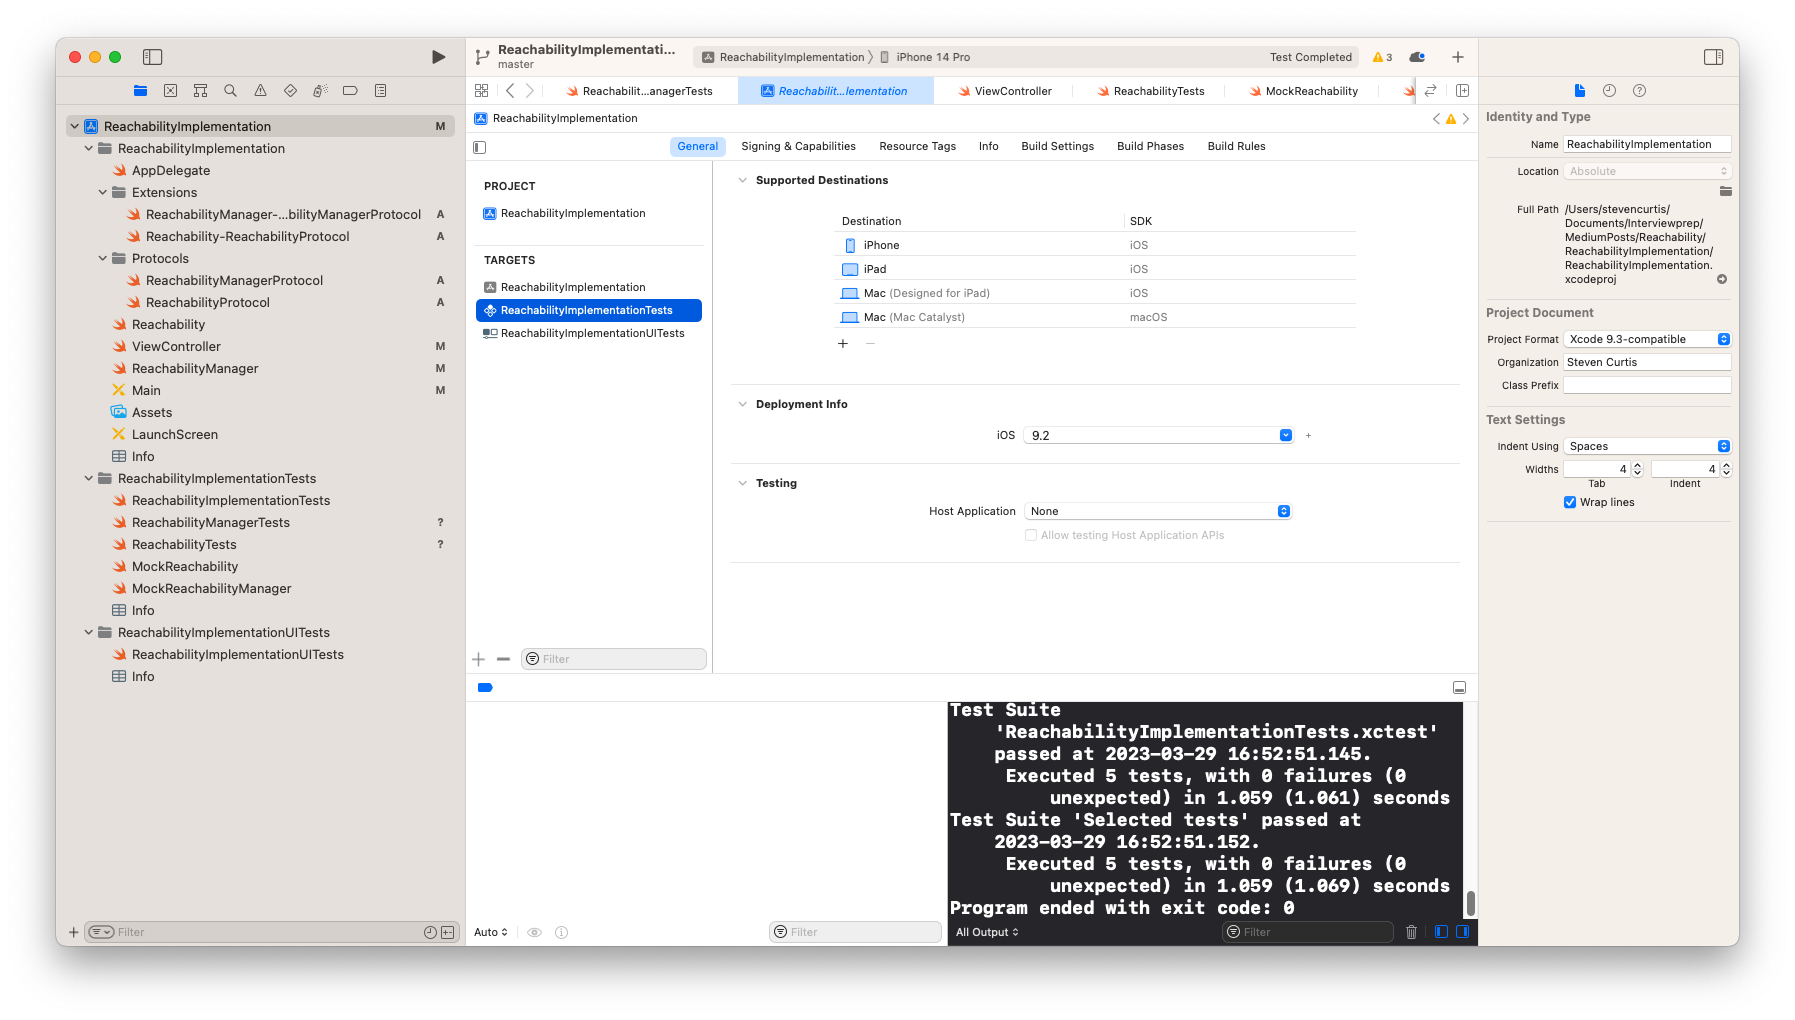 ReachabilityImplementati...
master
ReachabilityImplementation
iPhone 14 Pro
Test Completed
3
Reachabilit...anagerTests
Reachabilit...lementation
ViewController
ReachabilityTests
MockReachability
ReachabilityImplementation
General
Signing & Capabilities
Resource Tags
Info
Build Settings
Build Phases
Build Rules
ReachabilityImplementation M
ReachabilityImplementation
AppDelegate
Extensions
ReachabilityManager-...bilityManagerProtocol A
Reachability-ReachabilityProtocol A
Protocols
ReachabilityManagerProtocol A
ReachabilityProtocol A
Reachability
ViewController M
ReachabilityManager M
Main M
Assets
LaunchScreen
Info
ReachabilityImplementationTests
ReachabilityImplementationTests
ReachabilityManagerTests ?
ReachabilityTests ?
MockReachability
MockReachabilityManager
Info
ReachabilityImplementationUITests
ReachabilityImplementationUITests
Info
Filter
PROJECT
ReachabilityImplementation
TARGETS
ReachabilityImplementation
ReachabilityImplementationTests
ReachabilityImplementationUITests
Filter
Supported Destinations
Destination SDK
iPhone iOS
iPad iOS
Mac (Designed for iPad) iOS
Mac (Mac Catalyst) macOS
Deployment Info
iOS 9.2
Testing
Host Application None
Allow testing Host Application APIs
Test Suite
'ReachabilityImplementationTests.xctest'
passed at 2023-03-29 16:52:51.145.
Executed 5 tests, with 0 failures (0
unexpected) in 1.059 (1.061) seconds
Test Suite 'Selected tests' passed at
2023-03-29 16:52:51.152.
Executed 5 tests, with 0 failures (0
unexpected) in 1.059 (1.069) seconds
Program ended with exit code: 0
Auto
Filter
All Output
Filter
Identity and Type
Name ReachabilityImplementation
Location Absolute
Full Path /Users/stevencurtis/
Documents/Interviewprep/
MediumPosts/Reachability/
ReachabilityImplementation/
ReachabilityImplementation.
xcodeproj
Project Document
Project Format Xcode 9.3-compatible
Organization Steven Curtis
Class Prefix
Text Settings
Indent Using Spaces
Widths 4 4
Tab Indent
Wrap lines